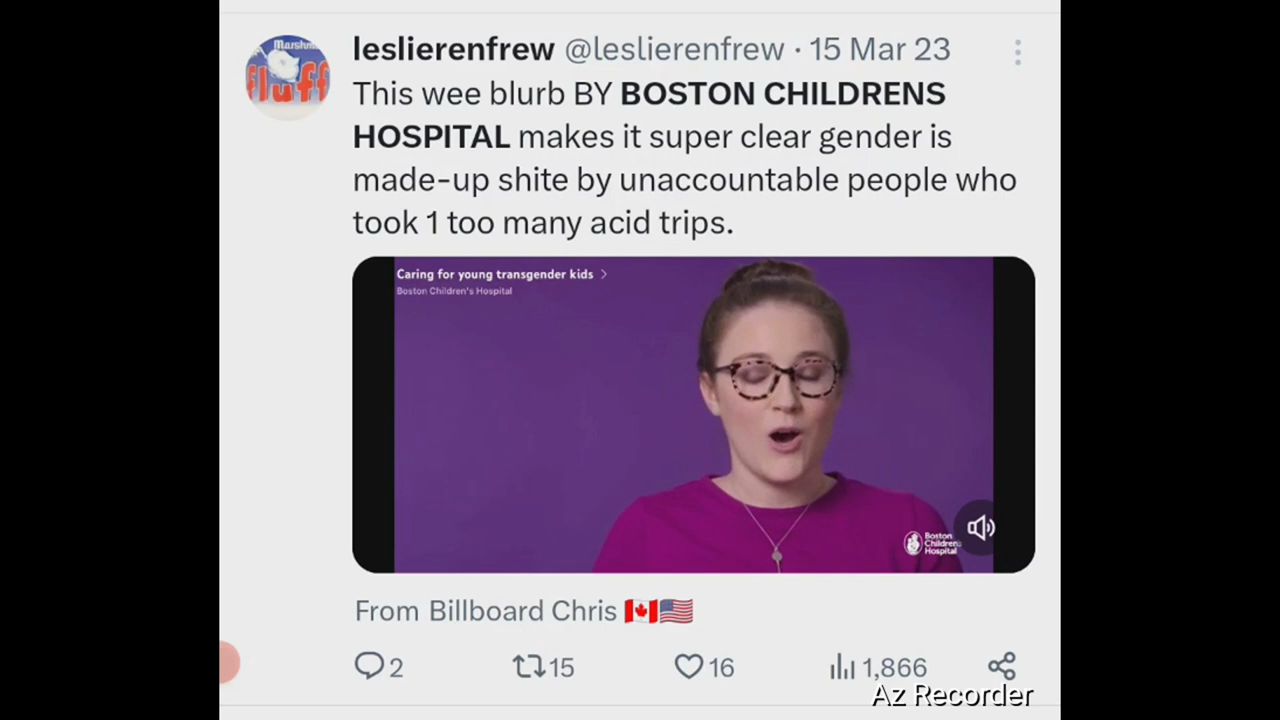 Marshm
fluff
leslierenfrew @leslierenfrew · 15 Mar 23
This wee blurb BY BOSTON CHILDRENS
HOSPITAL makes it super clear gender is
made-up shite by unaccountable people who
took 1 too many acid trips.
Caring for young transgender kids >
Boston Children's Hospital
Boston
Children
Hospital
From Billboard Chris 🇨🇦🇺🇸
2 15 16 1,866
Az Recorder